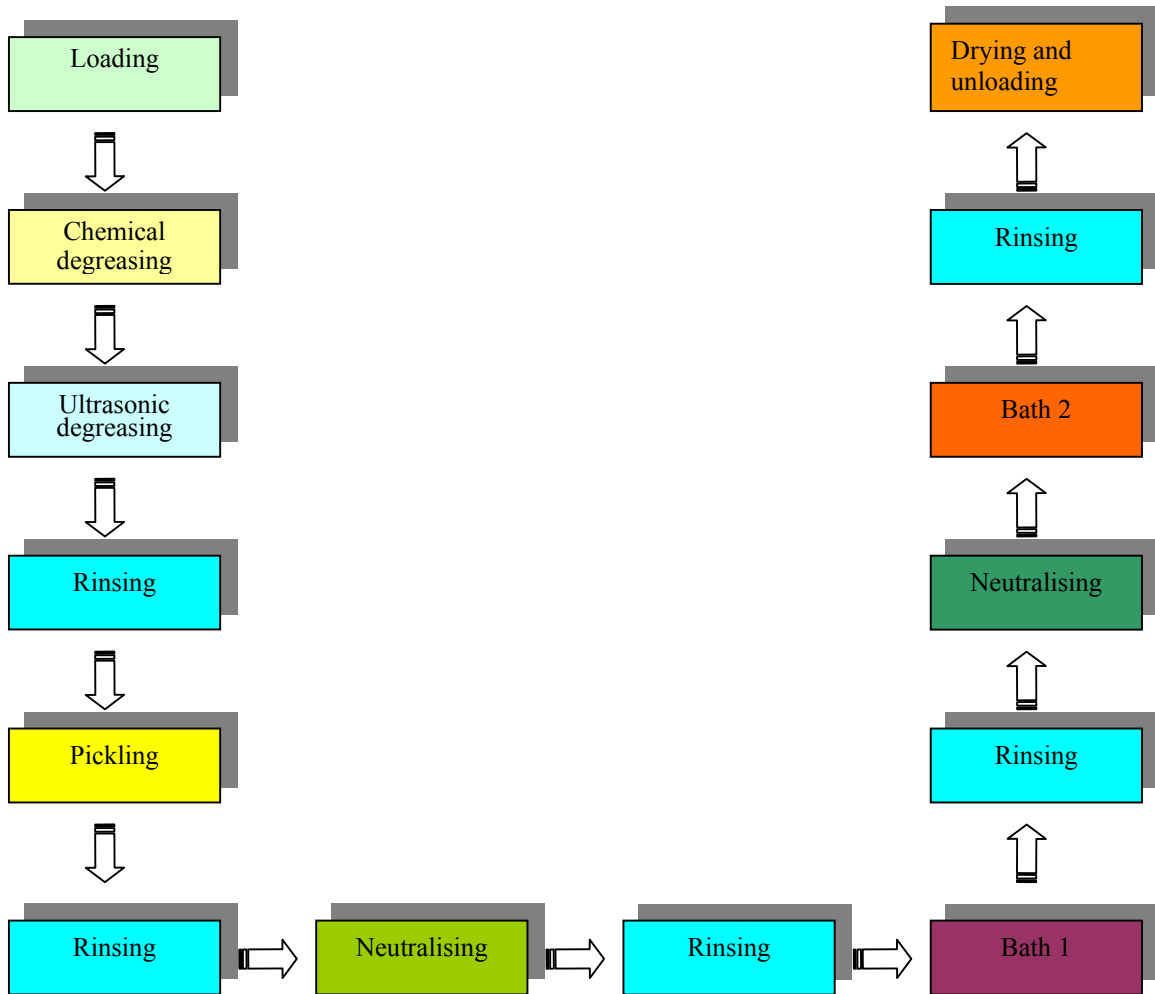 Loading
Chemical
degreasing
Ultrasonic
degreasing
Rinsing
Pickling
Rinsing
Neutralising
Rinsing
Bath 1
Rinsing
Neutralising
Bath 2
Rinsing
Drying and
unloading